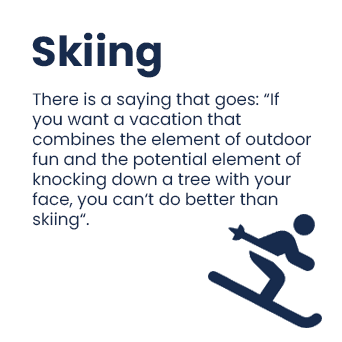 Skiing
There is a saying that goes: “If
you want a vacation that
combines the element of outdoor
fun and the potential element of
knocking down a tree with your
face, you can’t do better than
skiing“.